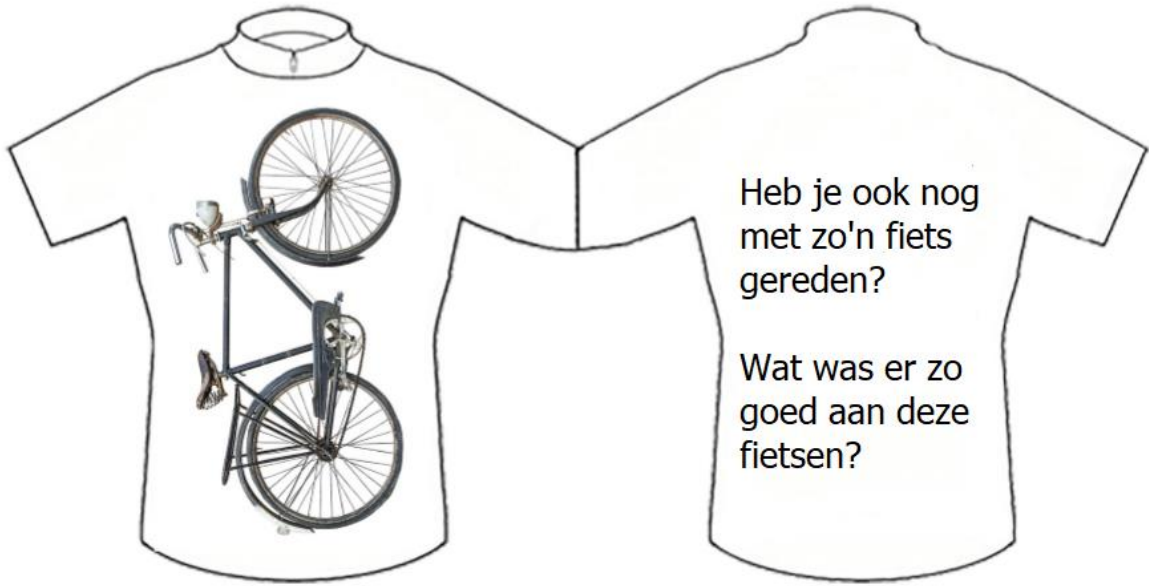 Heb je ook nog
met zo'n fiets
gereden?
Wat was er zo
goed aan deze
fietsen?